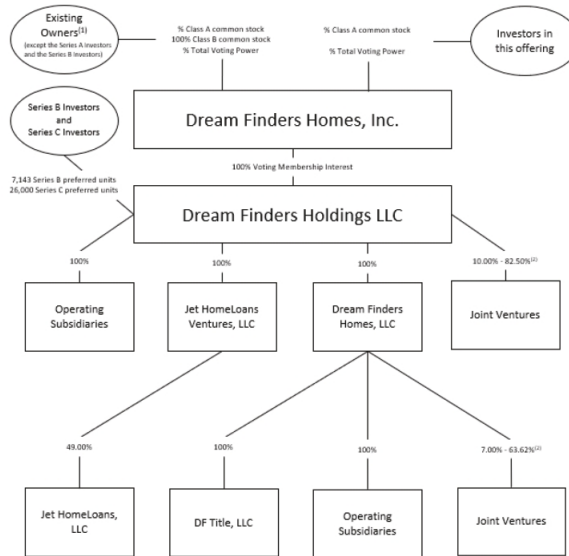 Existing
Owners(1)
(except the Series A Investors
and the Series B Investors)
% Class A common stock
100% Class B common stock
% Total Voting Power
% Class A common stock
% Total Voting Power
Investors in
this offering
Series B Investors
and
Series C Investors
Dream Finders Homes, Inc.
7,143 Series B preferred units
26,000 Series C preferred units
100% Voting Membership Interest
Dream Finders Holdings LLC
100%
100%
100%
10.00% - 82.50%(2)
Operating
Subsidiaries
Jet HomeLoans
Ventures, LLC
Dream Finders
Homes, LLC
Joint Ventures
49.00%
100%
100%
7.00% - 63.62%(2)
Jet HomeLoans,
LLC
DF Title, LLC
Operating
Subsidiaries
Joint Ventures